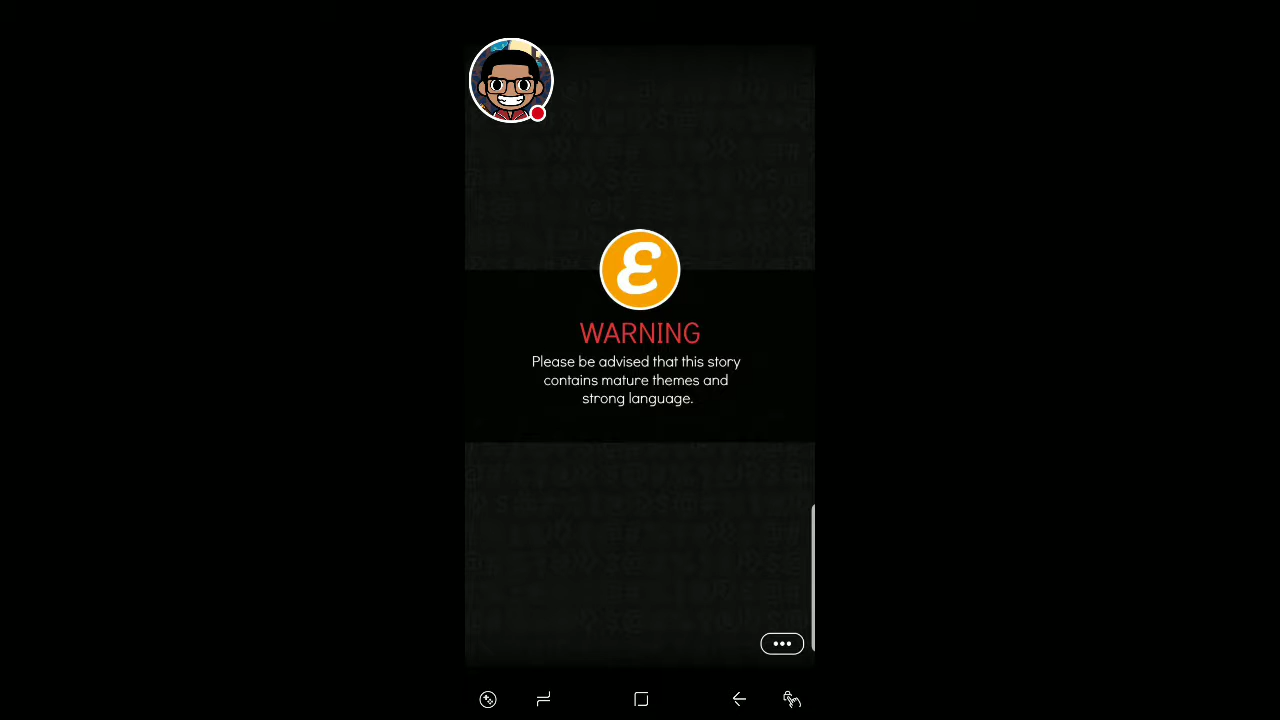 ε
WARNING
Please be advised that this story
contains mature themes and
strong language.